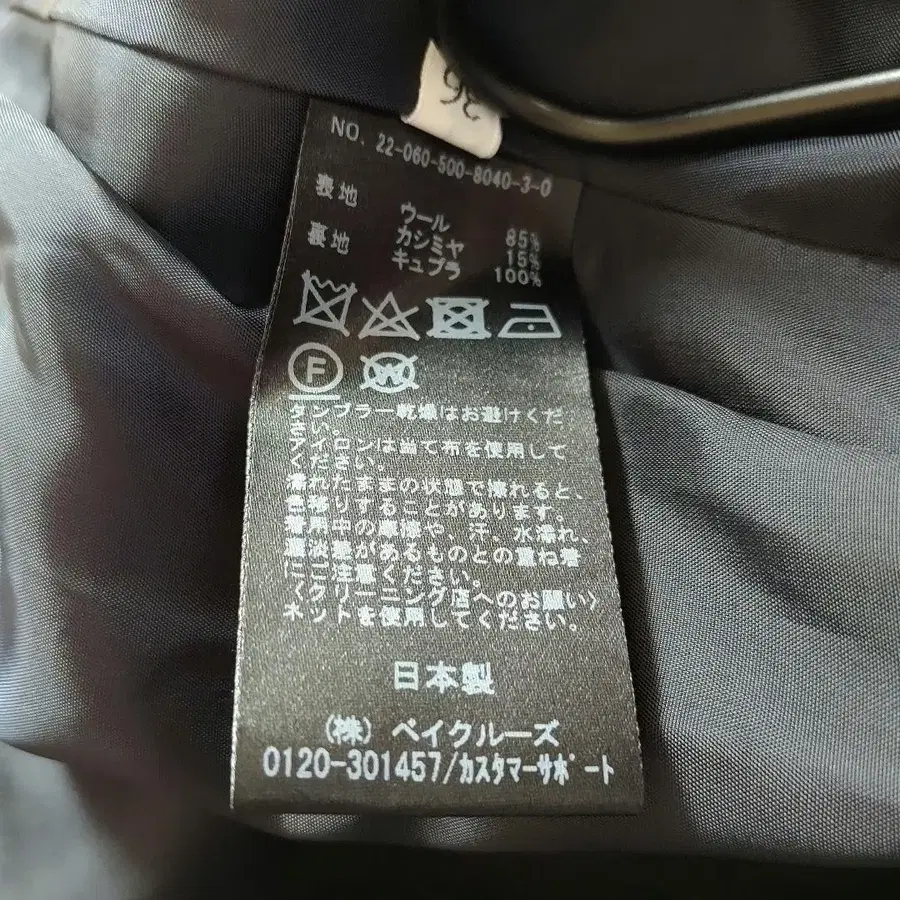 36
NO. 22-060-500-8040-3-0
表地 ウール 85%
カシミヤ 15%
裏地 キュプラ 100%
F W
タンブラー乾燥はお避けくだ
さい。
アイロンは当て布を使用して
ください。
濡れたままの状態で擦れると、
色移りすることがあります。
着用中の摩擦や、汗、水濡れ、
重淡差があるものとの重ね着
にご注意ください。
〈クリーニング店へのお願い〉
ネットを使用してください。
日本製
(株) ベイクルーズ
0120-301457/カスタマーサポート